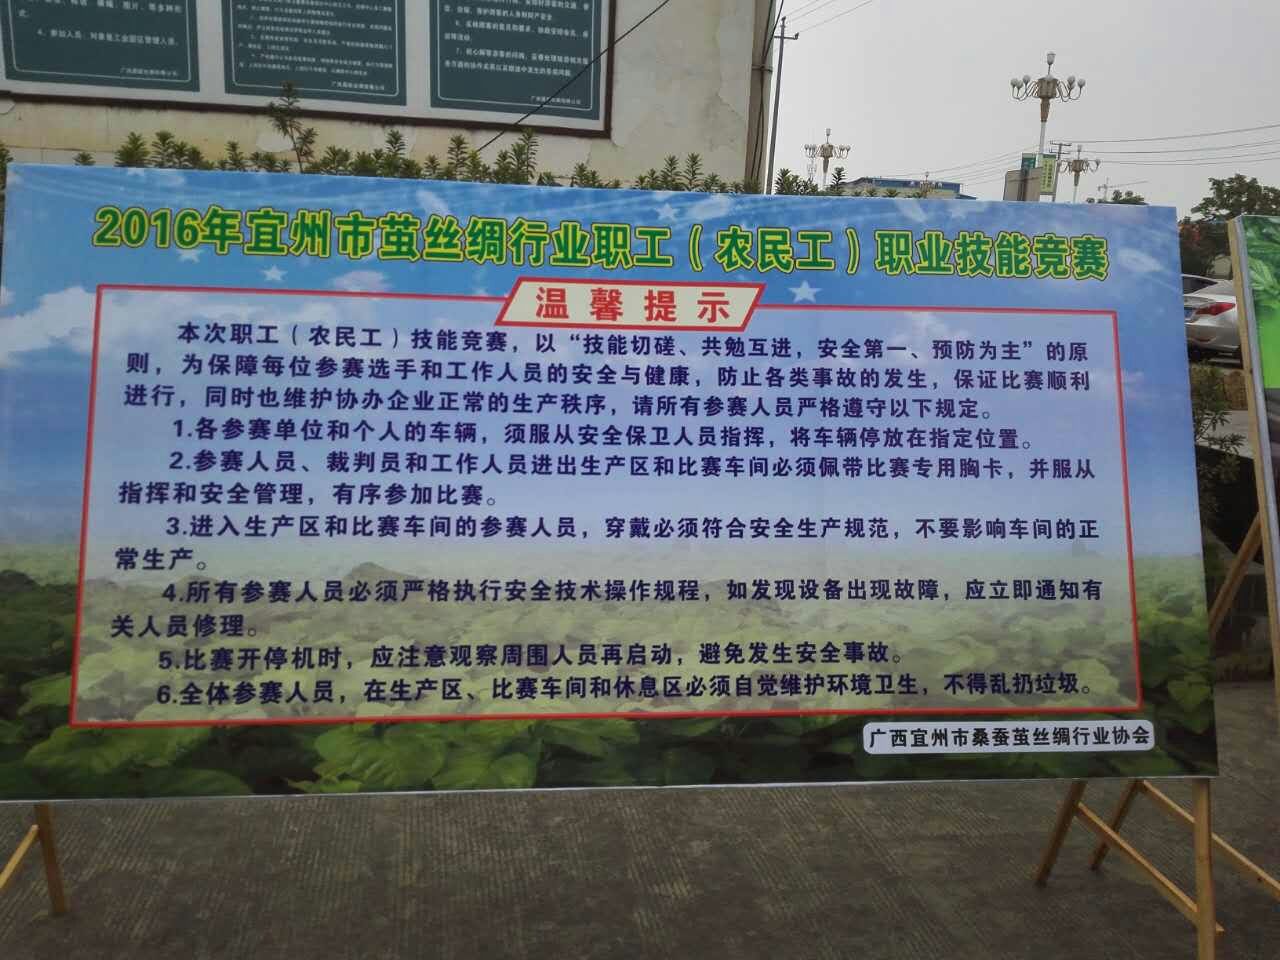 4、参加人员：对象是工业园区管理人员。
2016年宜州市茧丝绸行业职工（农民工）职业技能竞赛
温馨提示
本次职工（农民工）技能竞赛，以“技能切磋、共勉互进，安全第一、预防为主”的原
则，为保障每位参赛选手和工作人员的安全与健康，防止各类事故的发生，保证比赛顺利
进行，同时也维护协办企业正常的生产秩序，请所有参赛人员严格遵守以下规定。
1.各参赛单位和个人的车辆，须服从安全保卫人员指挥，将车辆停放在指定位置。
2.参赛人员、裁判员和工作人员进出生产区和比赛车间必须佩带比赛专用胸卡，并服从
指挥和安全管理，有序参加比赛。
3.进入生产区和比赛车间的参赛人员，穿戴必须符合安全生产规范，不要影响车间的正
常生产。
4.所有参赛人员必须严格执行安全技术操作规程，如发现设备出现故障，应立即通知有
关人员修理。
5.比赛开停机时，应注意观察周围人员再启动，避免发生安全事故。
6.全体参赛人员，在生产区、比赛车间和休息区必须自觉维护环境卫生，不得乱扔垃圾。
广西宜州市桑蚕茧丝绸行业协会